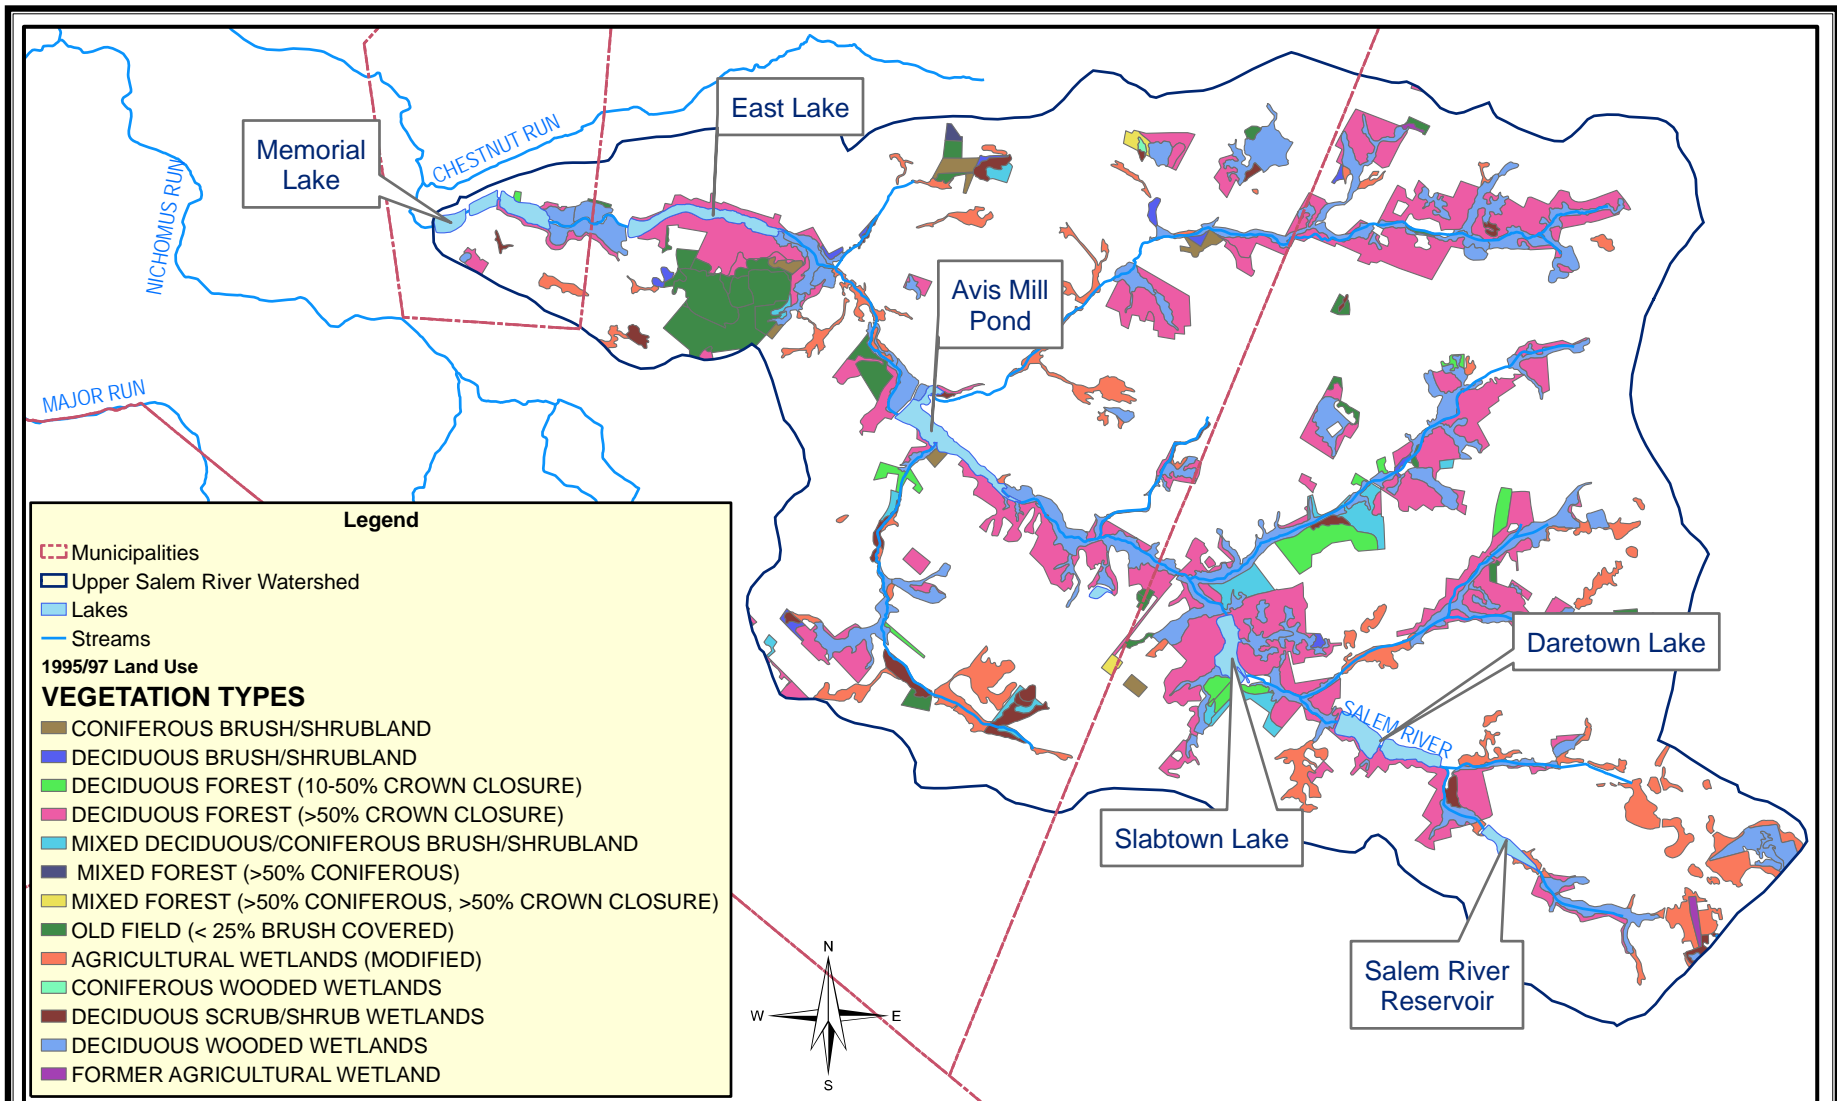 East Lake
Memorial
Lake
CHESTNUT RUN
NICHOMUS RUN
Avis Mill
Pond
MAJOR RUN
Daretown Lake
SALEM RIVER
Slabtown Lake
Salem River
Reservoir
Legend
Municipalities
Upper Salem River Watershed
Lakes
Streams
1995/97 Land Use
VEGETATION TYPES
CONIFEROUS BRUSH/SHRUBLAND
DECIDUOUS BRUSH/SHRUBLAND
DECIDUOUS FOREST (10-50% CROWN CLOSURE)
DECIDUOUS FOREST (>50% CROWN CLOSURE)
MIXED DECIDUOUS/CONIFEROUS BRUSH/SHRUBLAND
MIXED FOREST (>50% CONIFEROUS)
MIXED FOREST (>50% CONIFEROUS, >50% CROWN CLOSURE)
OLD FIELD (< 25% BRUSH COVERED)
AGRICULTURAL WETLANDS (MODIFIED)
CONIFEROUS WOODED WETLANDS
DECIDUOUS SCRUB/SHRUB WETLANDS
DECIDUOUS WOODED WETLANDS
FORMER AGRICULTURAL WETLAND
N
W E
S